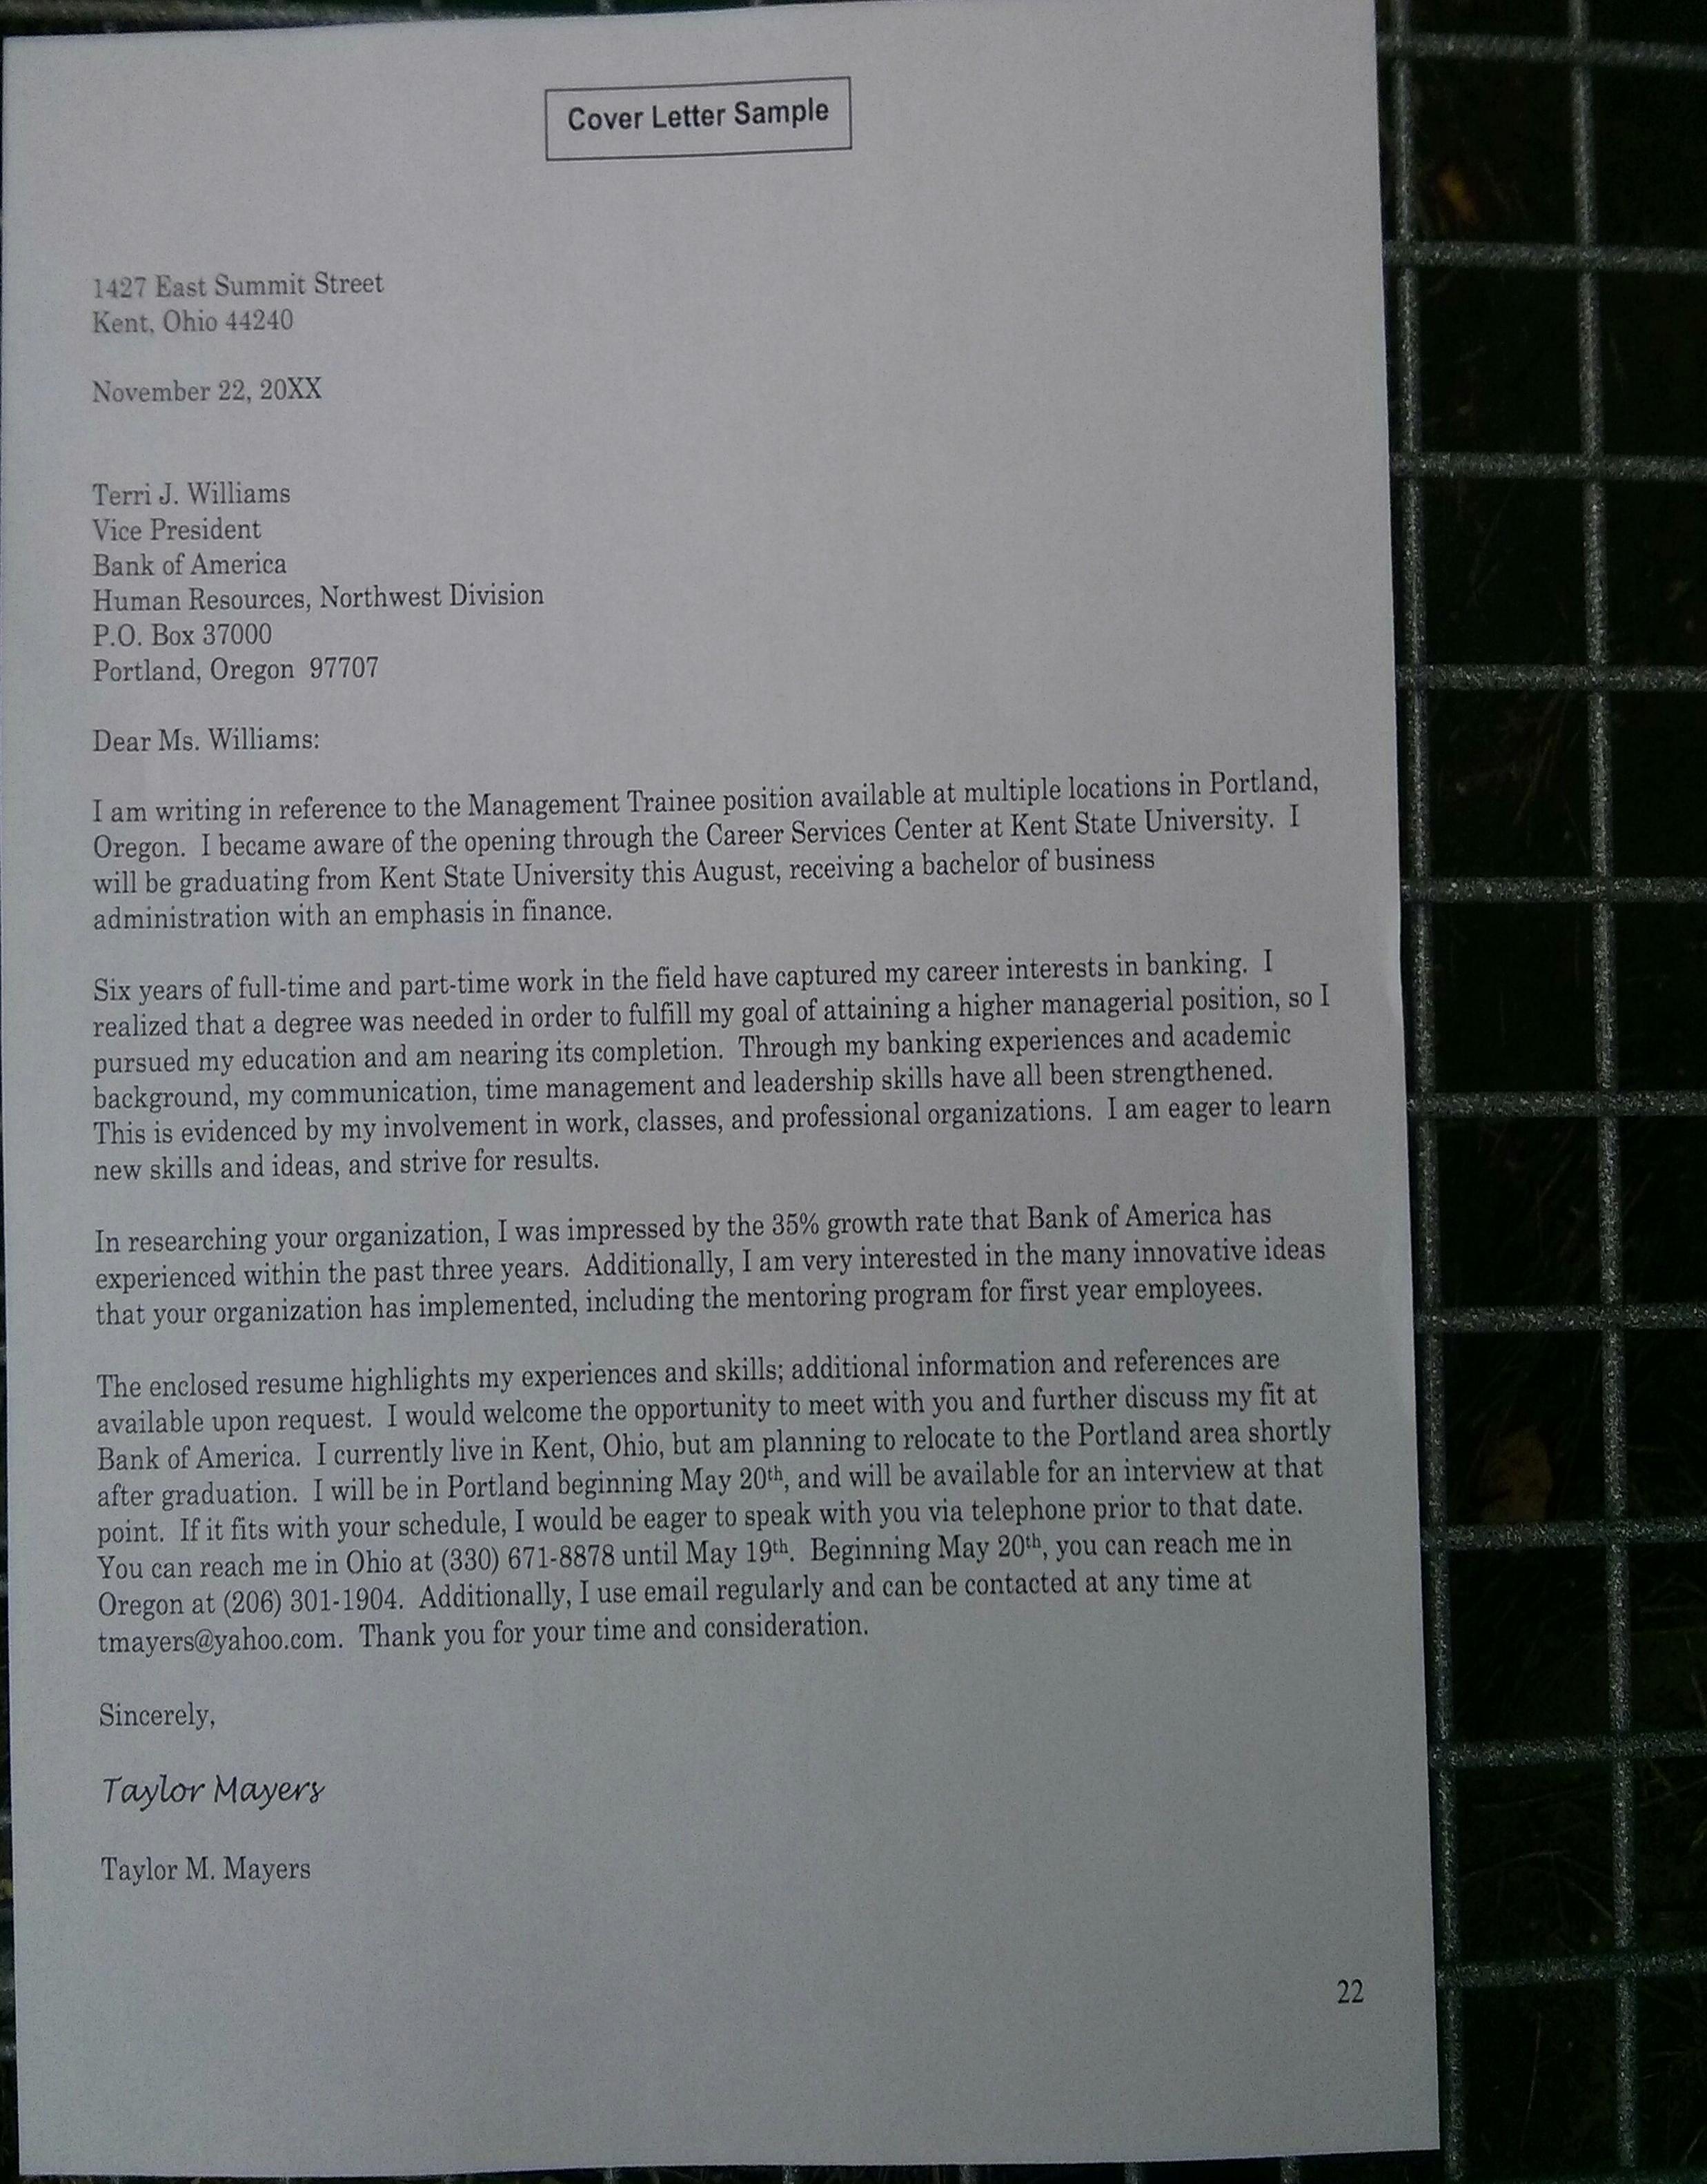 Cover Letter Sample
1427 East Summit Street
Kent, Ohio 44240
November 22, 20XX
Terri J. Williams
Vice President
Bank of America
Human Resources, Northwest Division
P.O. Box 37000
Portland, Oregon  97707
Dear Ms. Williams:
I am writing in reference to the Management Trainee position available at multiple locations in Portland,
Oregon.  I became aware of the opening through the Career Services Center at Kent State University.  I
will be graduating from Kent State University this August, receiving a bachelor of business
administration with an emphasis in finance.
Six years of full-time and part-time work in the field have captured my career interests in banking.  I
realized that a degree was needed in order to fulfill my goal of attaining a higher managerial position, so I
pursued my education and am nearing its completion.  Through my banking experiences and academic
background, my communication, time management and leadership skills have all been strengthened.
This is evidenced by my involvement in work, classes, and professional organizations.  I am eager to learn
new skills and ideas, and strive for results.
In researching your organization, I was impressed by the 35% growth rate that Bank of America has
experienced within the past three years.  Additionally, I am very interested in the many innovative ideas
that your organization has implemented, including the mentoring program for first year employees.
The enclosed resume highlights my experiences and skills; additional information and references are
available upon request.  I would welcome the opportunity to meet with you and further discuss my fit at
Bank of America.  I currently live in Kent, Ohio, but am planning to relocate to the Portland area shortly
after graduation.  I will be in Portland beginning May 20th, and will be available for an interview at that
point.  If it fits with your schedule, I would be eager to speak with you via telephone prior to that date.
You can reach me in Ohio at (330) 671-8878 until May 19th.  Beginning May 20th, you can reach me in
Oregon at (206) 301-1904.  Additionally, I use email regularly and can be contacted at any time at
tmayers@yahoo.com.  Thank you for your time and consideration.
Sincerely,
Taylor Mayers
Taylor M. Mayers
22